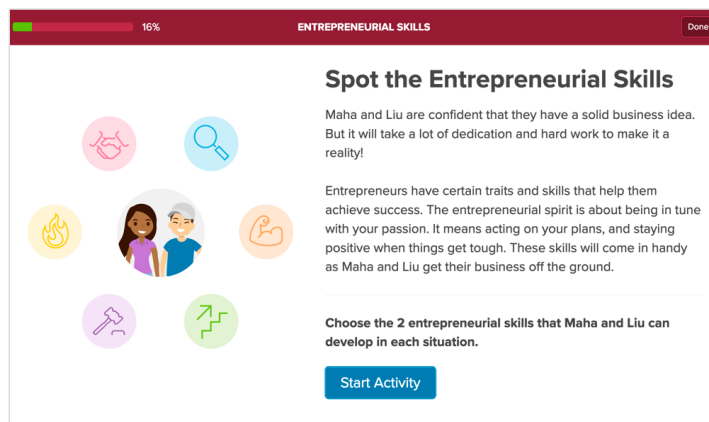 16%
ENTREPRENEURIAL SKILLS
Done
Spot the Entrepreneurial Skills
Maha and Liu are confident that they have a solid business idea.
But it will take a lot of dedication and hard work to make it a
reality!
Entrepreneurs have certain traits and skills that help them
achieve success. The entrepreneurial spirit is about being in tune
with your passion. It means acting on your plans, and staying
positive when things get tough. These skills will come in handy
as Maha and Liu get their business off the ground.
Choose the 2 entrepreneurial skills that Maha and Liu can
develop in each situation.
Start Activity